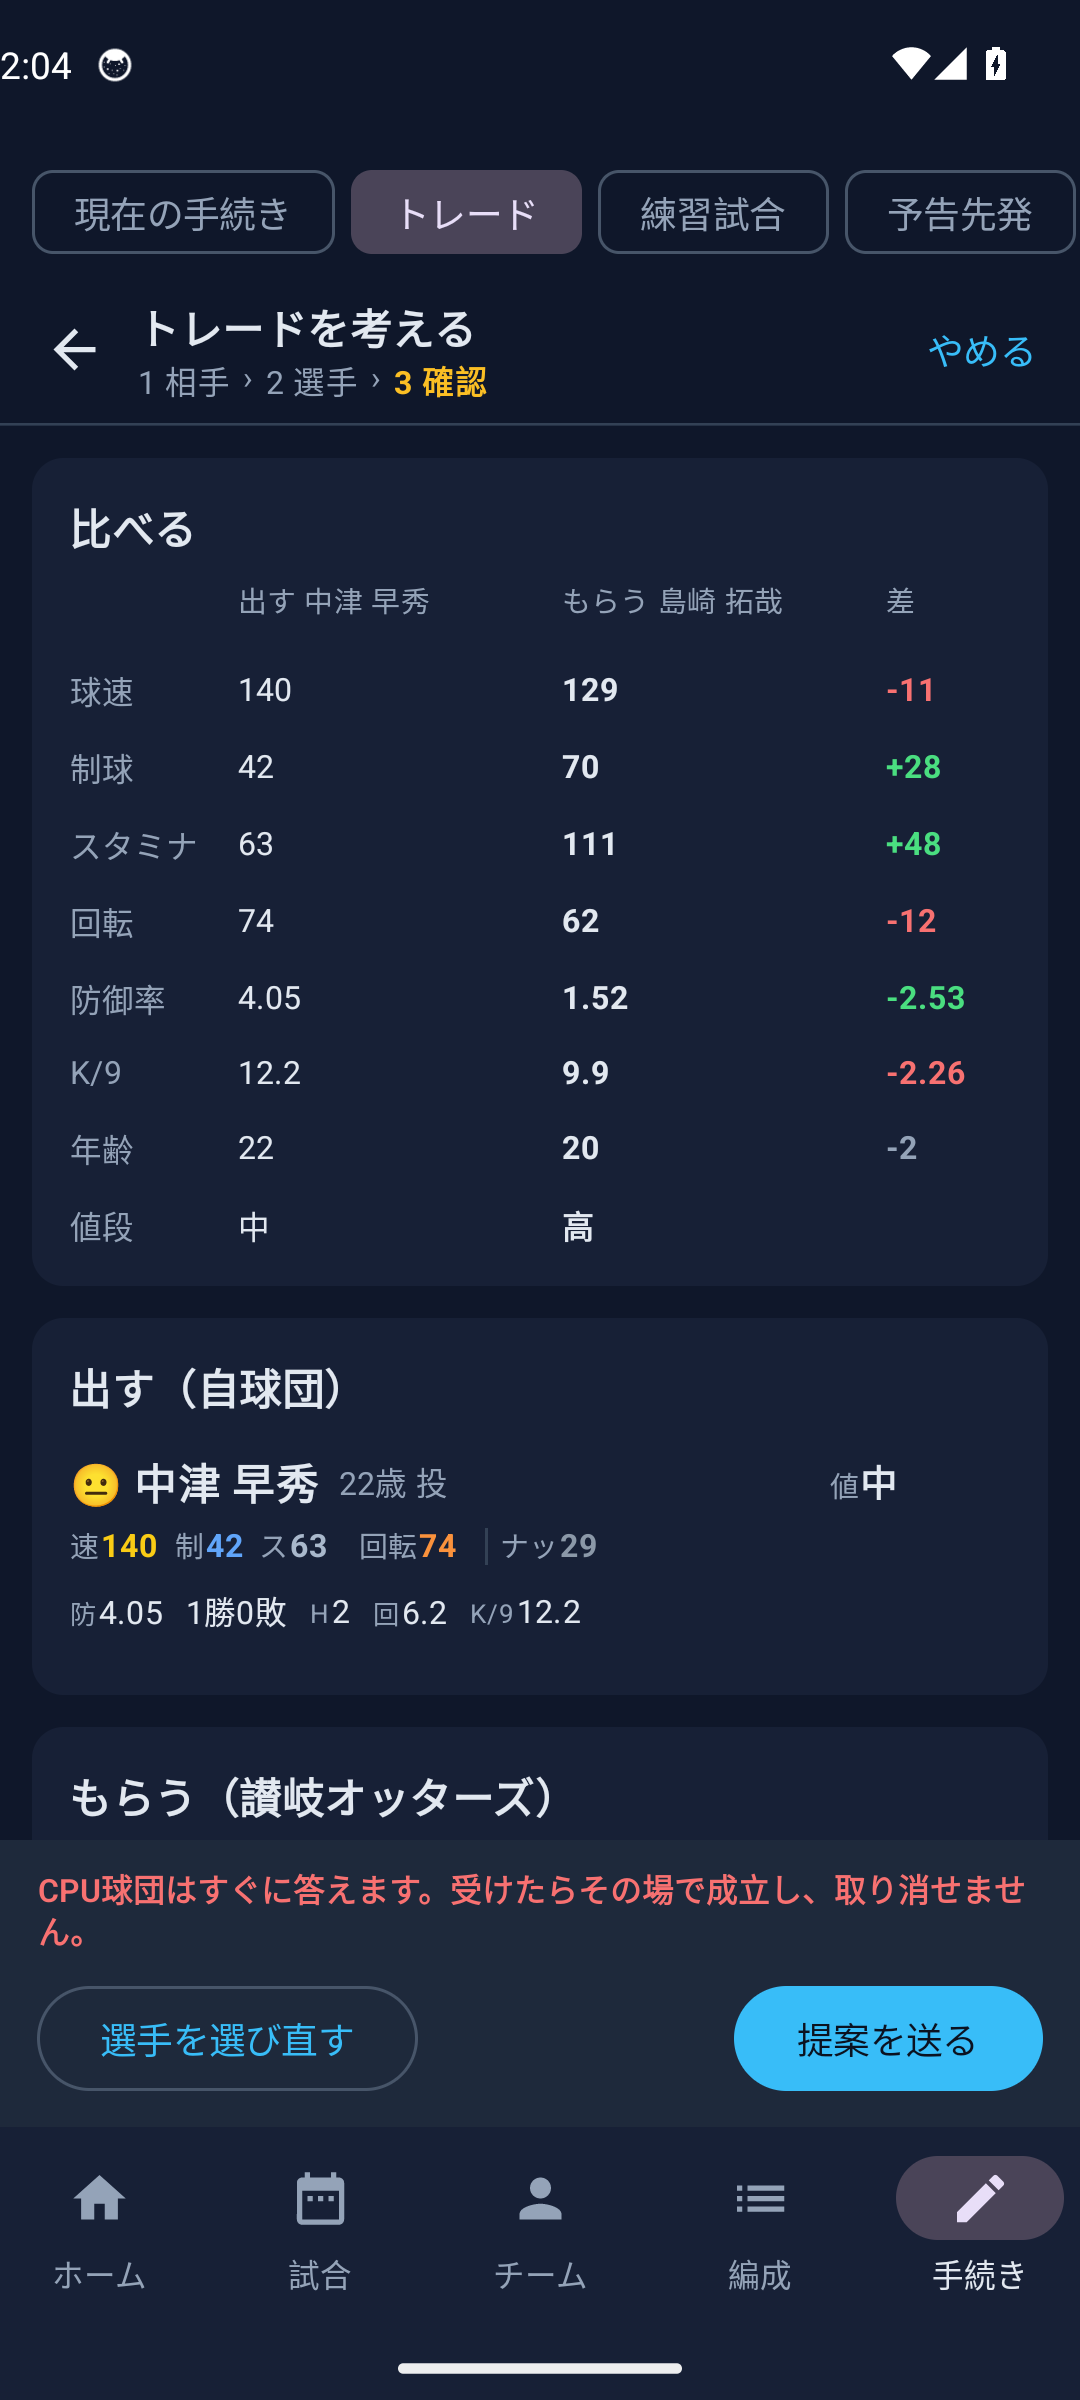 2:04
現在の手続き トレード 練習試合 予告先発
トレードを考える
1 相手 › 2 選手 › 3 確認
やめる
比べる
出す 中津 早秀 もらう 島崎 拓哉 差
球速 140 129 -11
制球 42 70 +28
スタミナ 63 111 +48
回転 74 62 -12
防御率 4.05 1.52 -2.53
K/9 12.2 9.9 -2.26
年齢 22 20 -2
値段 中 高
出す（自球団）
中津 早秀 22歳 投 値中
速140 制42 ス63 回転74 ナッ29
防4.05 1勝0敗 H2 回6.2 K/9 12.2
もらう（讃岐オッターズ）
CPU球団はすぐに答えます。受けたらその場で成立し、取り消せませ
ん。
選手を選び直す 提案を送る
ホーム 試合 チーム 編成 手続き